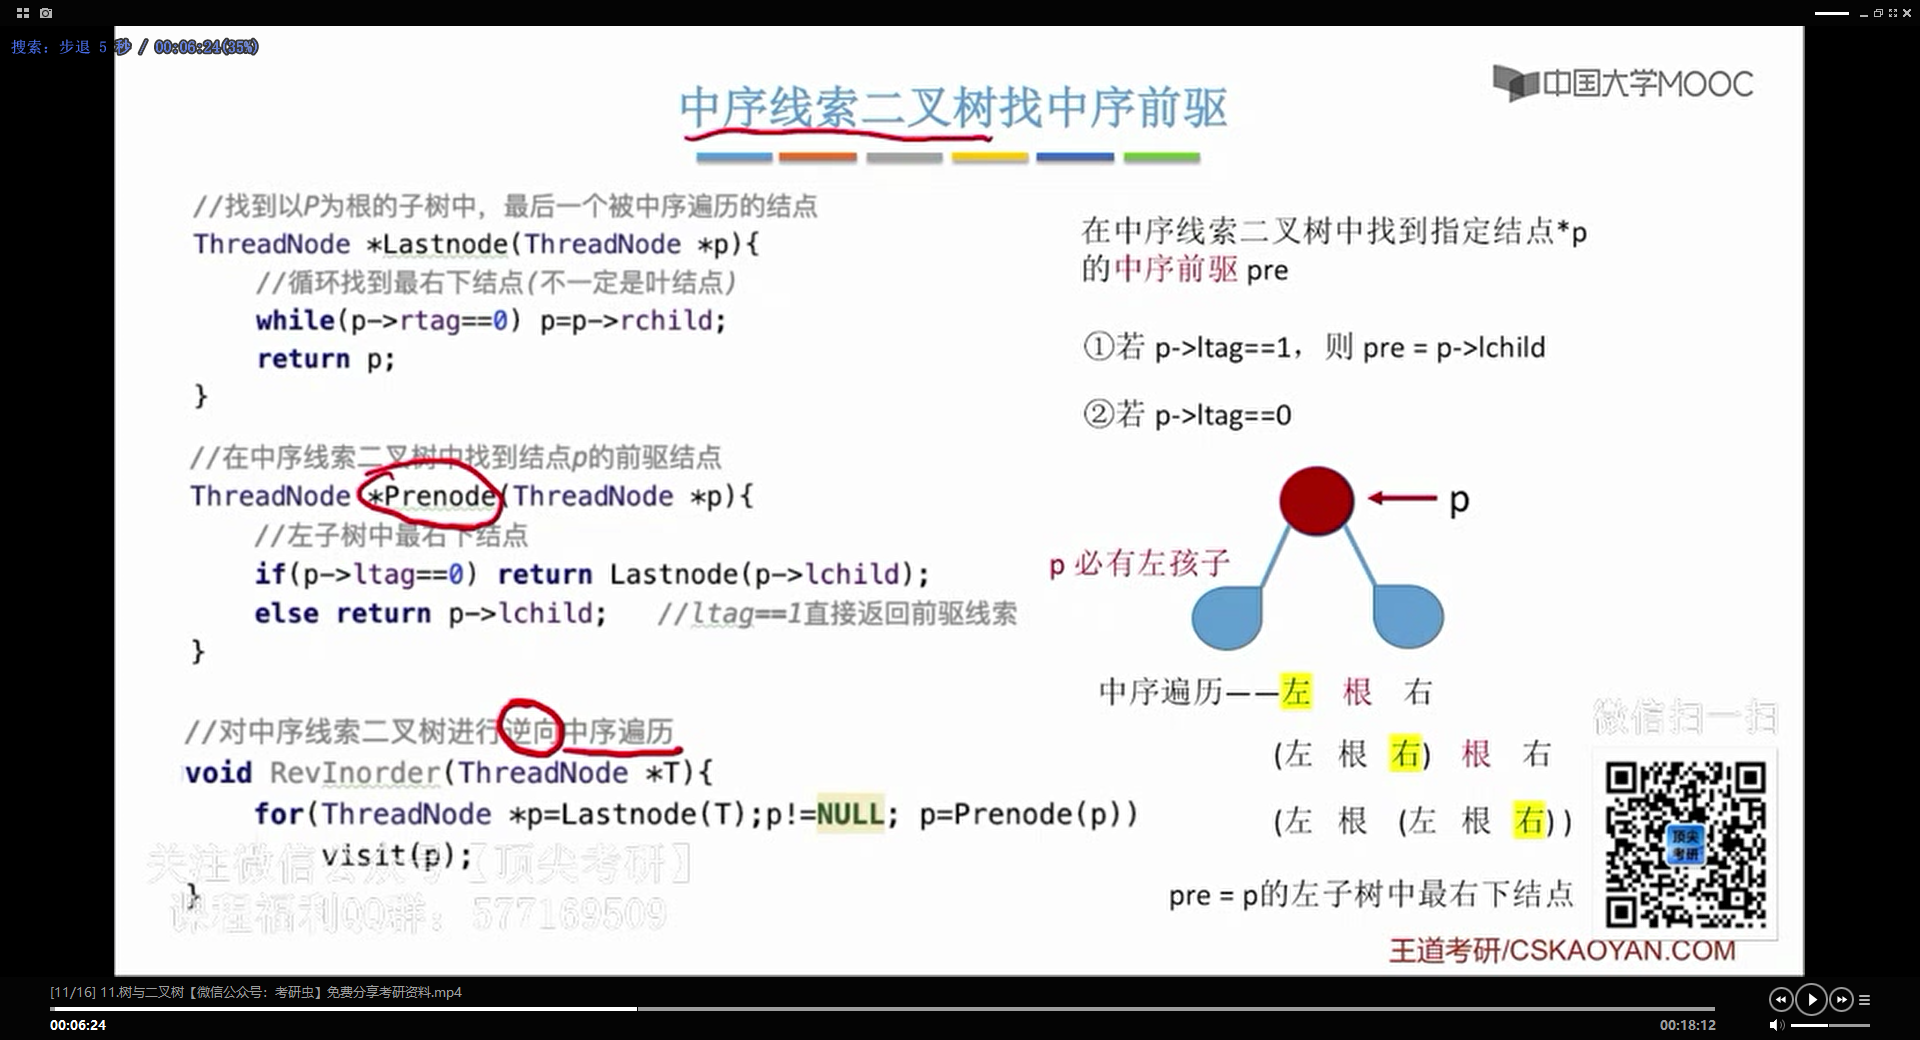 搜索: 步退 5 秒 / 00:06:24(35%)
中国大学MOOC
中序线索二叉树找中序前驱
//找到以P为根的子树中，最后一个被中序遍历的结点
ThreadNode *Lastnode(ThreadNode *p){
//循环找到最右下结点(不一定是叶结点)
while(p->rtag==0) p=p->rchild;
return p;
}
//在中序线索二叉树中找到结点p的前驱结点
ThreadNode *Prenode(ThreadNode *p){
//左子树中最右下结点
if(p->ltag==0) return Lastnode(p->lchild);
else return p->lchild; //ltag==1直接返回前驱线索
}
//对中序线索二叉树进行逆向中序遍历
void RevInorder(ThreadNode *T){
for(ThreadNode *p=Lastnode(T);p!=NULL; p=Prenode(p))
visit(p);
}
关注微信公众号【顶尖考研】
课程福利QQ群: 577169509
在中序线索二叉树中找到指定结点*p
的中序前驱 pre
①若 p->ltag==1，则 pre = p->lchild
②若 p->ltag==0
p
p 必有左孩子
中序遍历——左 根 右
(左 根 右) 根 右
(左 根 (左 根 右))
pre = p的左子树中最右下结点
微信扫一扫
顶尖
考研
王道考研/CSKAOYAN.COM
[11/16] 11.树与二叉树【微信公众号：考研虫】免费分享考研资料.mp4
00:06:24
00:18:12